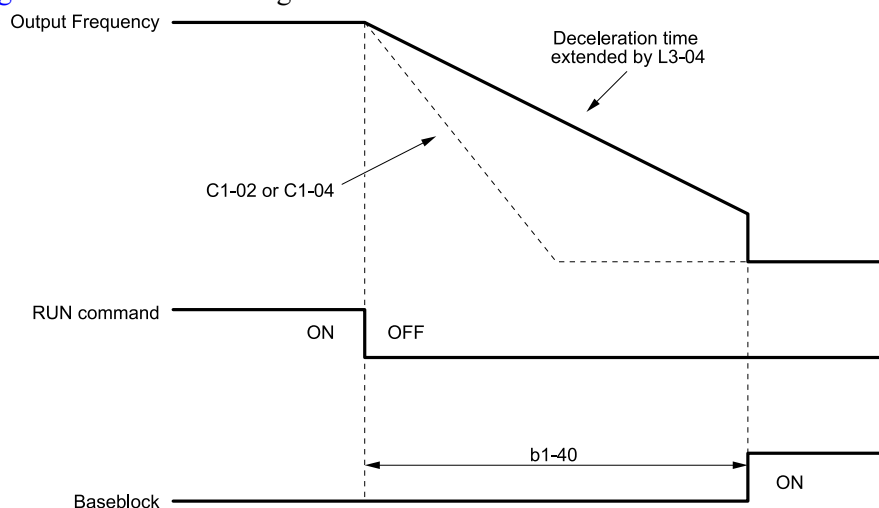 Output Frequency
Deceleration time
extended by L3-04
C1-02 or C1-04
RUN command
ON
OFF
b1-40
ON
Baseblock